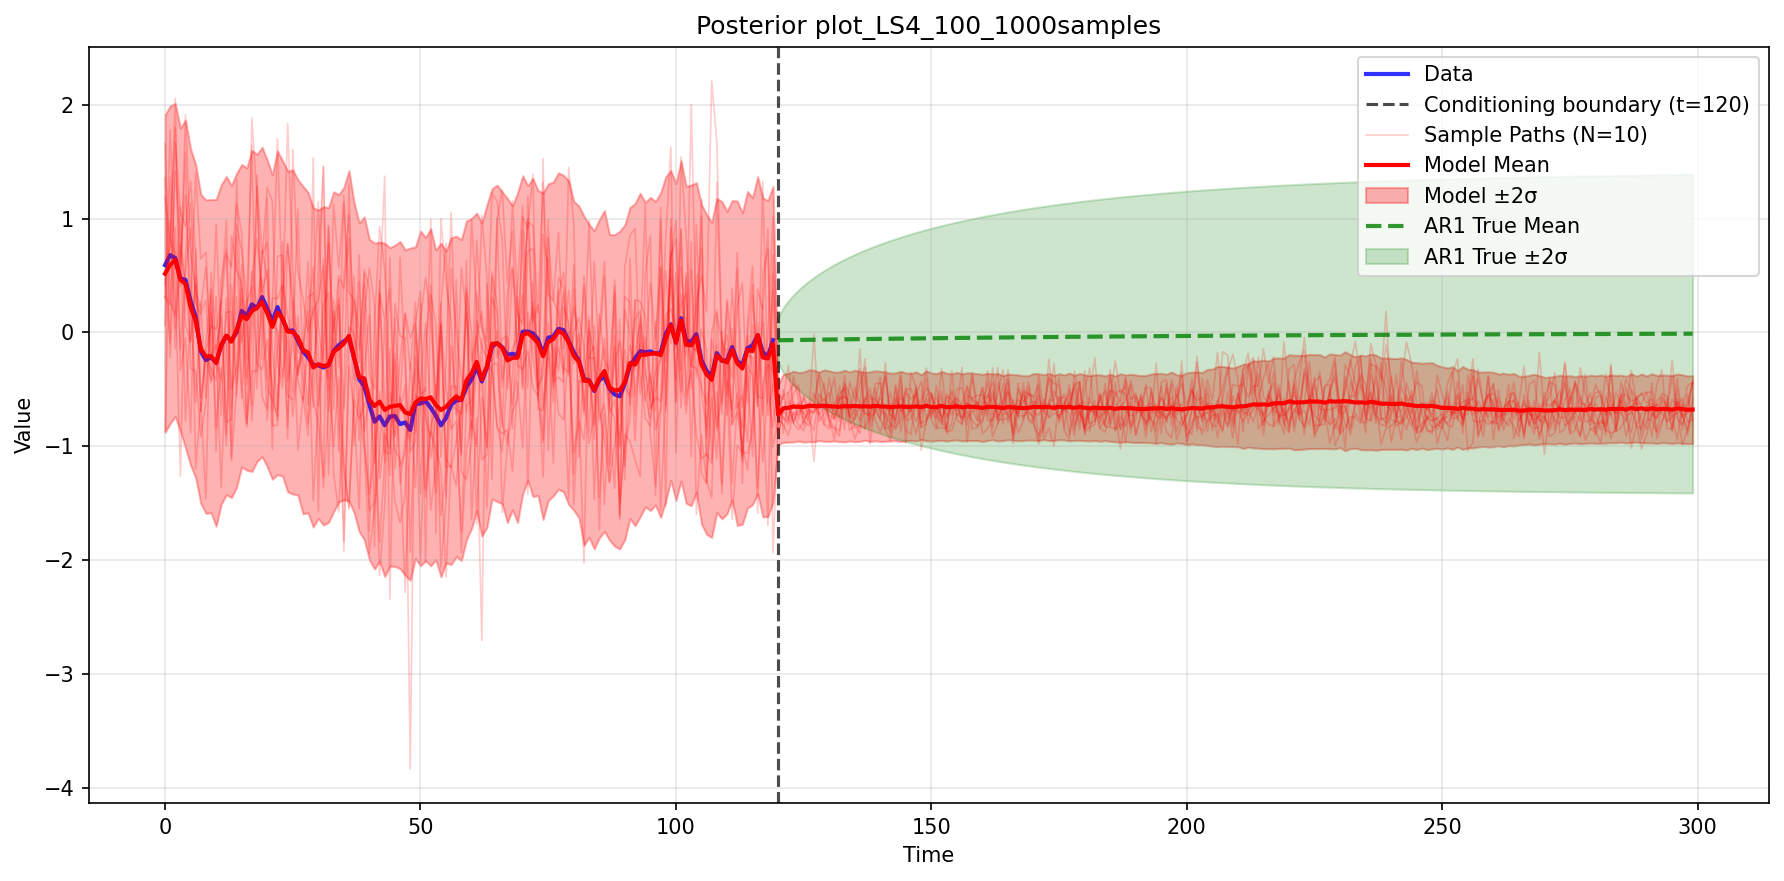 Posterior plot_LS4_100_1000samples
Data
Conditioning boundary (t=120)
Sample Paths (N=10)
Model Mean
Model ±2σ
AR1 True Mean
AR1 True ±2σ
Value
2
1
0
−1
−2
−3
−4
0 50 100 150 200 250 300
Time